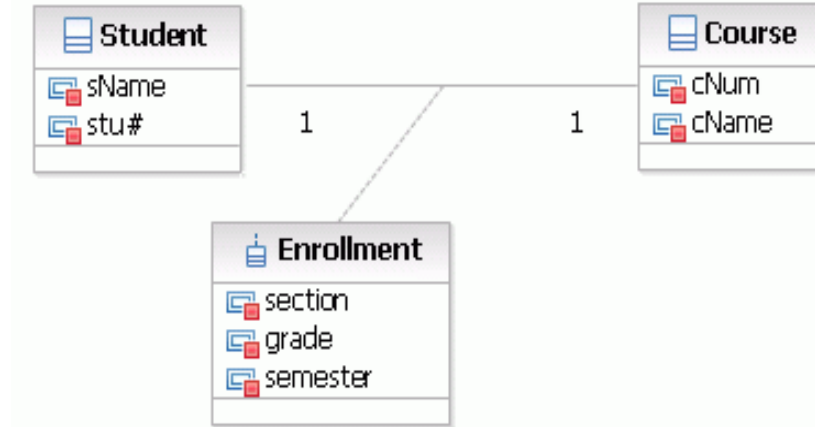 Student
sName
stu#
Course
cNum
cName
1
1
Enrollment
section
grade
semester